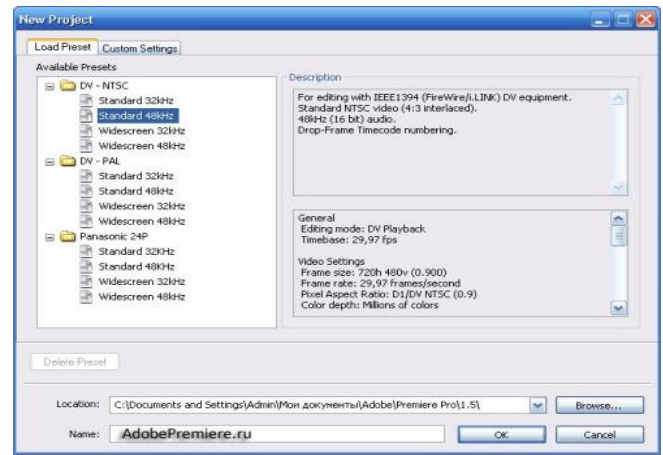 New Project
Load Preset Custom Settings
Available Presets
DV - NTSC
Standard 32kHz
Standard 48kHz
Widescreen 32kHz
Widescreen 48kHz
DV - PAL
Standard 32kHz
Standard 48kHz
Widescreen 32kHz
Widescreen 48kHz
Panasonic 24P
Standard 32kHz
Standard 48KHz
Widescreen 32kHz
Widescreen 48kHz
Description
For editing with IEEE1394 (FireWire/i.LINK) DV equipment.
Standard NTSC video (4:3 interlaced).
48kHz (16 bit) audio.
Drop-Frame Timecode numbering.
General
Editing mode: DV Playback
Timebase: 29,97 fps
Video Settings
Frame size: 720h 480v (0.900)
Frame rate: 29,97 frames/second
Pixel Aspect Ratio: D1/DV NTSC (0.9)
Color depth: Millions of colors
Delete Preset
Location: C:\Documents and Settings\Admin\Мои документы\Adobe\Premiere Pro\1.5\ Browse...
Name: AdobePremiere.ru OK Cancel